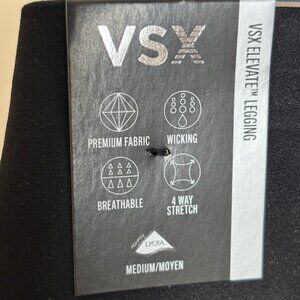 VSX
PREMIUM FABRIC
WICKING
BREATHABLE
4 WAY
STRETCH
LYCRA
MEDIUM/MOYEN
VSX ELEVATE™ LEGGING